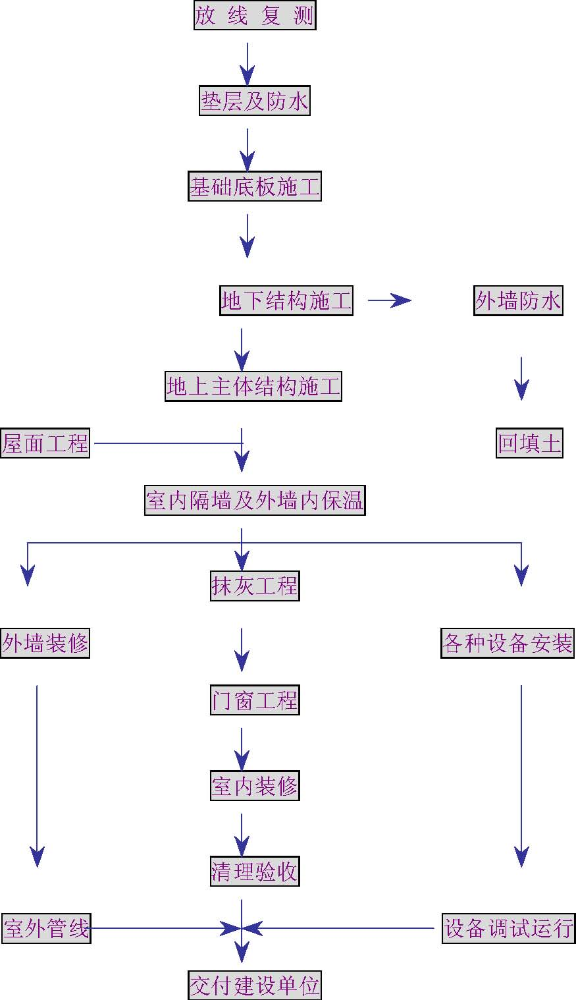 放线复测
垫层及防水
基础底板施工
地下结构施工
外墙防水
地上主体结构施工
屋面工程
回填土
室内隔墙及外墙内保温
抹灰工程
外墙装修
各种设备安装
门窗工程
室内装修
清理验收
室外管线
设备调试运行
交付建设单位